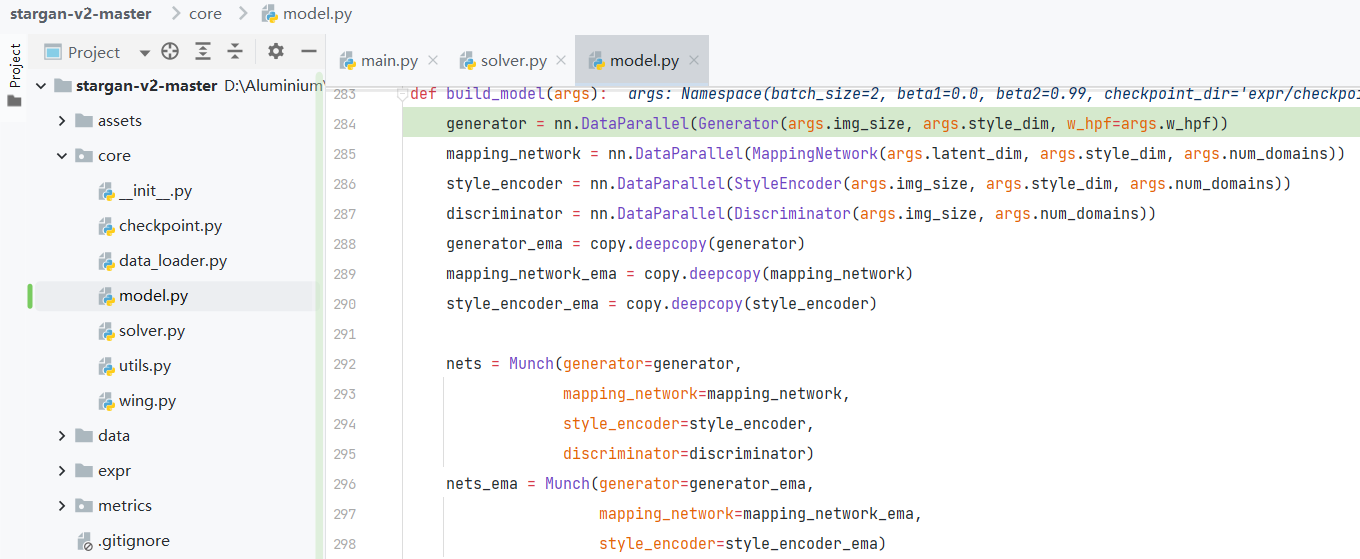 stargan-v2-master > core > model.py
Project
Project
main.py
solver.py
model.py
stargan-v2-master D:\Aluminium\
assets
core
__init__.py
checkpoint.py
data_loader.py
model.py
solver.py
utils.py
wing.py
data
expr
metrics
.gitignore
283 def build_model(args): args: Namespace(batch_size=2, beta1=0.0, beta2=0.99, checkpoint_dir='expr/checkpoi
284 generator = nn.DataParallel(Generator(args.img_size, args.style_dim, w_hpf=args.w_hpf))
285 mapping_network = nn.DataParallel(MappingNetwork(args.latent_dim, args.style_dim, args.num_domains))
286 style_encoder = nn.DataParallel(StyleEncoder(args.img_size, args.style_dim, args.num_domains))
287 discriminator = nn.DataParallel(Discriminator(args.img_size, args.num_domains))
288 generator_ema = copy.deepcopy(generator)
289 mapping_network_ema = copy.deepcopy(mapping_network)
290 style_encoder_ema = copy.deepcopy(style_encoder)
291
292 nets = Munch(generator=generator,
293 mapping_network=mapping_network,
294 style_encoder=style_encoder,
295 discriminator=discriminator)
296 nets_ema = Munch(generator=generator_ema,
297 mapping_network=mapping_network_ema,
298 style_encoder=style_encoder_ema)